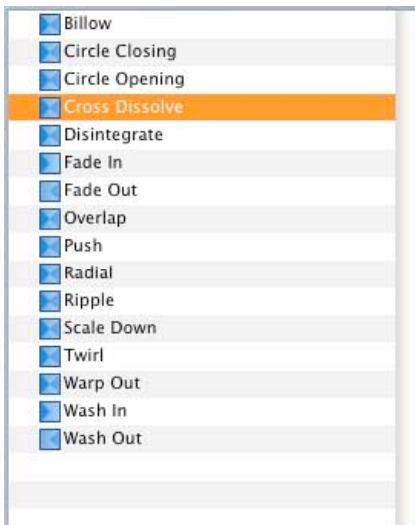 Billow
Circle Closing
Circle Opening
Cross Dissolve
Disintegrate
Fade In
Fade Out
Overlap
Push
Radial
Ripple
Scale Down
Twirl
Warp Out
Wash In
Wash Out